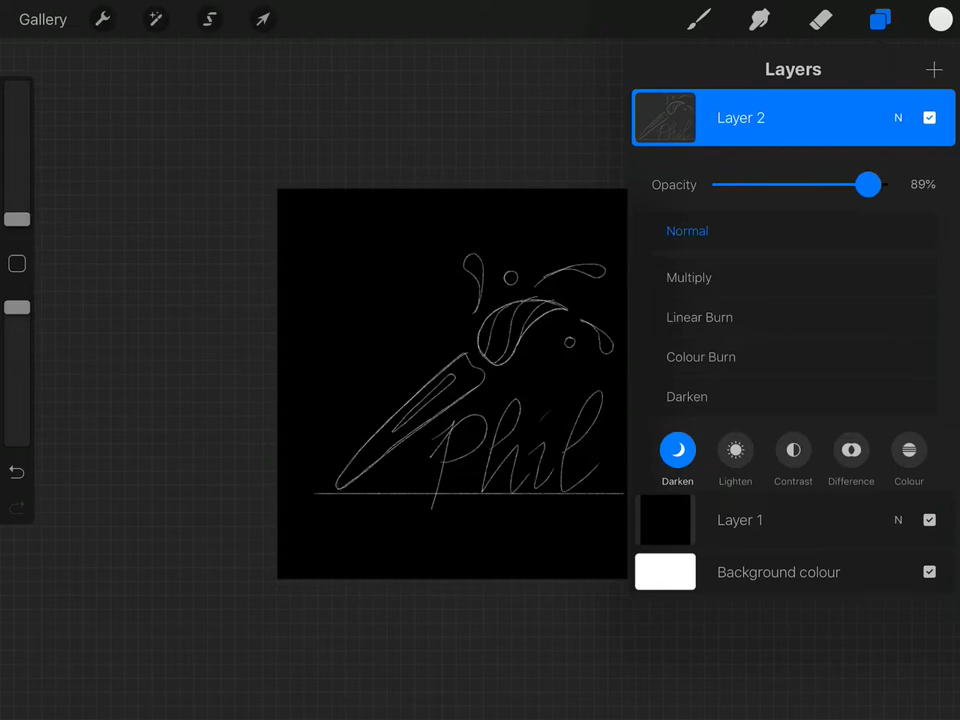 Gallery
Layers
Layer 2 N
Opacity 89%
Normal
Multiply
Linear Burn
Colour Burn
Darken
Darken Lighten Contrast Difference Colour
Layer 1 N
Background colour
Phil